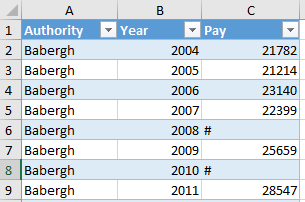 A B C
1 Authority Year Pay
2 Babergh 2004 21782
3 Babergh 2005 21214
4 Babergh 2006 23140
5 Babergh 2007 22399
6 Babergh 2008 #
7 Babergh 2009 25659
8 Babergh 2010 #
9 Babergh 2011 28547